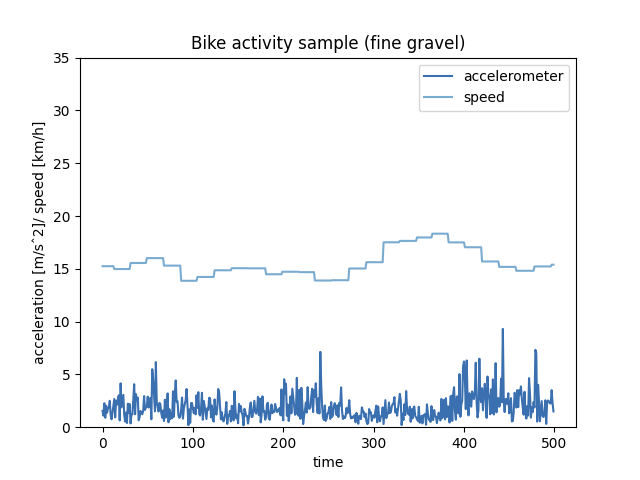 Bike activity sample (fine gravel)
35
30
25
20
15
10
5
0
acceleration [m/s^2]/ speed [km/h]
accelerometer
speed
0 100 200 300 400 500
time